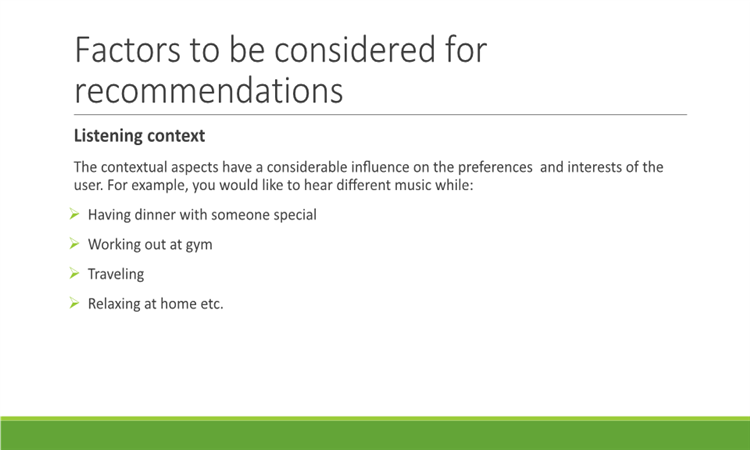 Factors to be considered for
recommendations
Listening context
The contextual aspects have a considerable influence on the preferences  and interests of the
user. For example, you would like to hear different music while:
Having dinner with someone special
Working out at gym
Traveling
Relaxing at home etc.